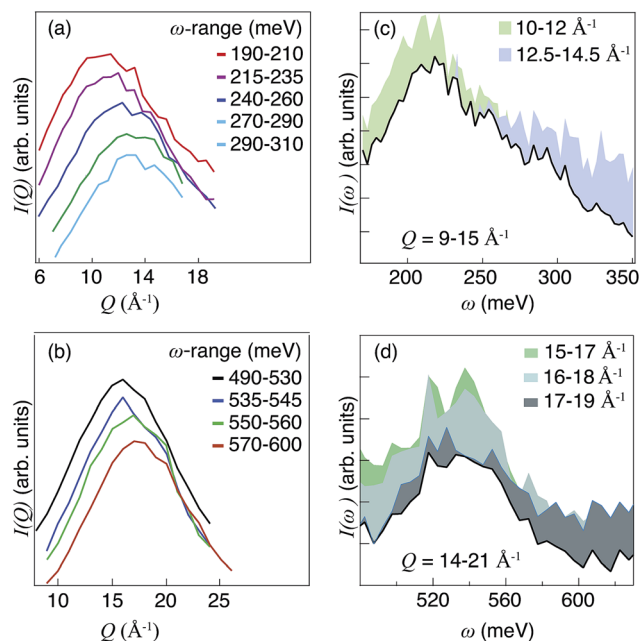 (a)
ω-range (meV)
190-210
215-235
240-260
270-290
290-310
I(Q) (arb. units)
6 10 14 18
Q (Å⁻¹)
(c)
10-12 Å⁻¹
12.5-14.5 Å⁻¹
I(ω) (arb. units)
Q = 9-15 Å⁻¹
200 250 300 350
ω (meV)
(b)
ω-range (meV)
490-530
535-545
550-560
570-600
I(Q) (arb. units)
10 15 20 25
Q (Å⁻¹)
(d)
15-17 Å⁻¹
16-18 Å⁻¹
17-19 Å⁻¹
I(ω) (arb. units)
Q = 14-21 Å⁻¹
520 560 600
ω (meV)